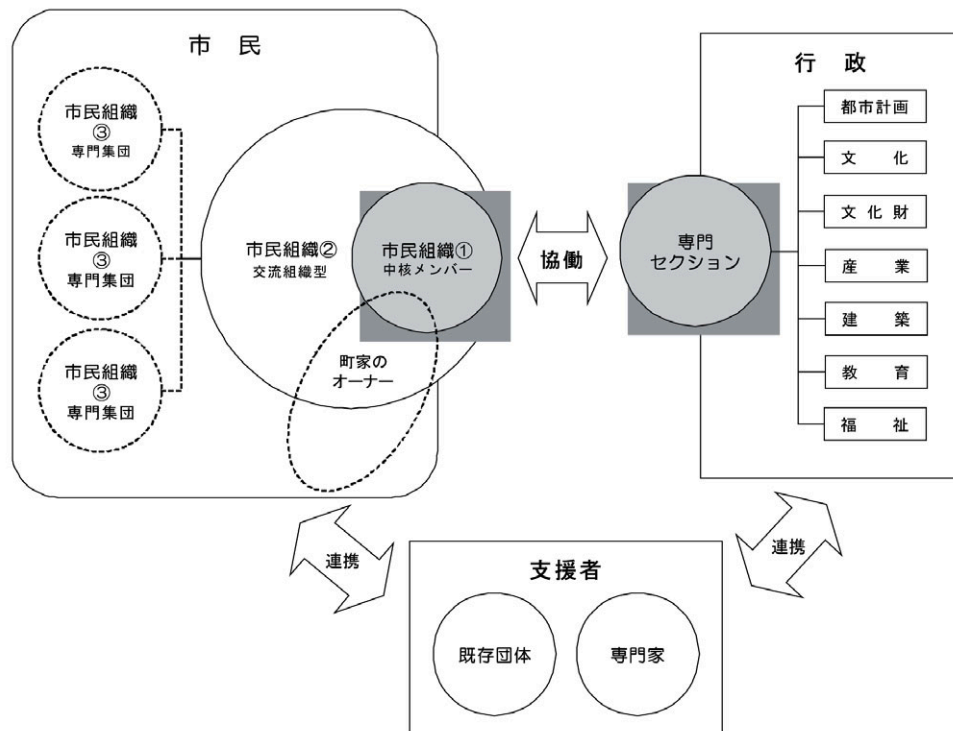 市 民
市民組織
③
専門集団
市民組織
③
専門集団
市民組織
③
専門集団
市民組織②
交流組織型
市民組織①
中核メンバー
町家の
オーナー
協働
行 政
専門
セクション
都市計画
文 化
文 化 財
産 業
建 築
教 育
福 祉
連携
連携
支援者
既存団体
専門家